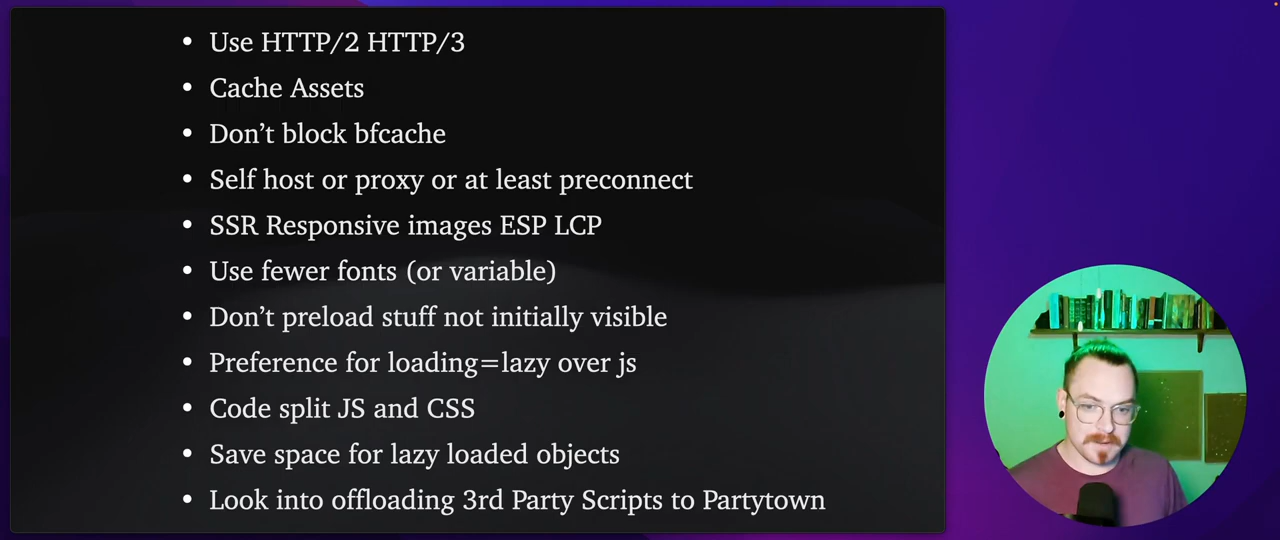 • Use HTTP/2 HTTP/3
• Cache Assets
• Don’t block bfcache
• Self host or proxy or at least preconnect
• SSR Responsive images ESP LCP
• Use fewer fonts (or variable)
• Don’t preload stuff not initially visible
• Preference for loading=lazy over js
• Code split JS and CSS
• Save space for lazy loaded objects
• Look into offloading 3rd Party Scripts to Partytown